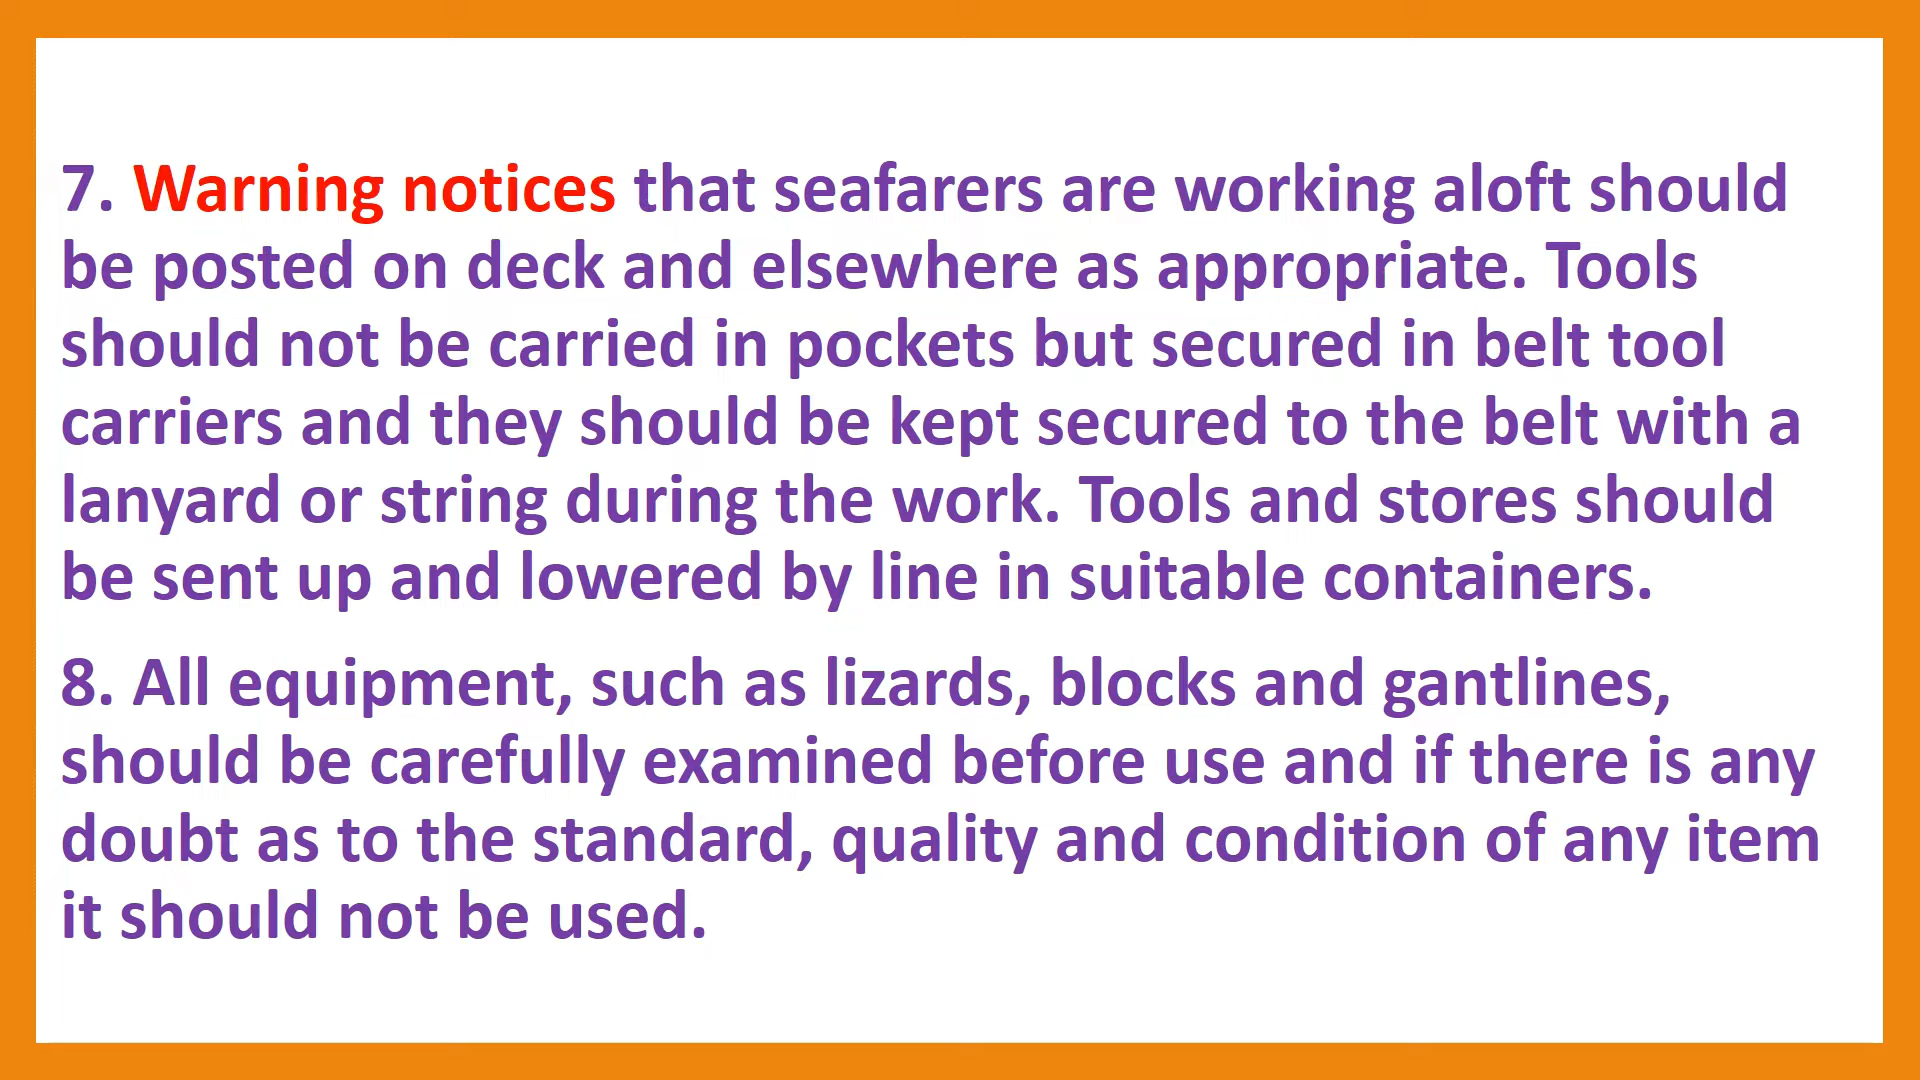 7. Warning notices that seafarers are working aloft should
be posted on deck and elsewhere as appropriate. Tools
should not be carried in pockets but secured in belt tool
carriers and they should be kept secured to the belt with a
lanyard or string during the work. Tools and stores should
be sent up and lowered by line in suitable containers.
8. All equipment, such as lizards, blocks and gantlines,
should be carefully examined before use and if there is any
doubt as to the standard, quality and condition of any item
it should not be used.